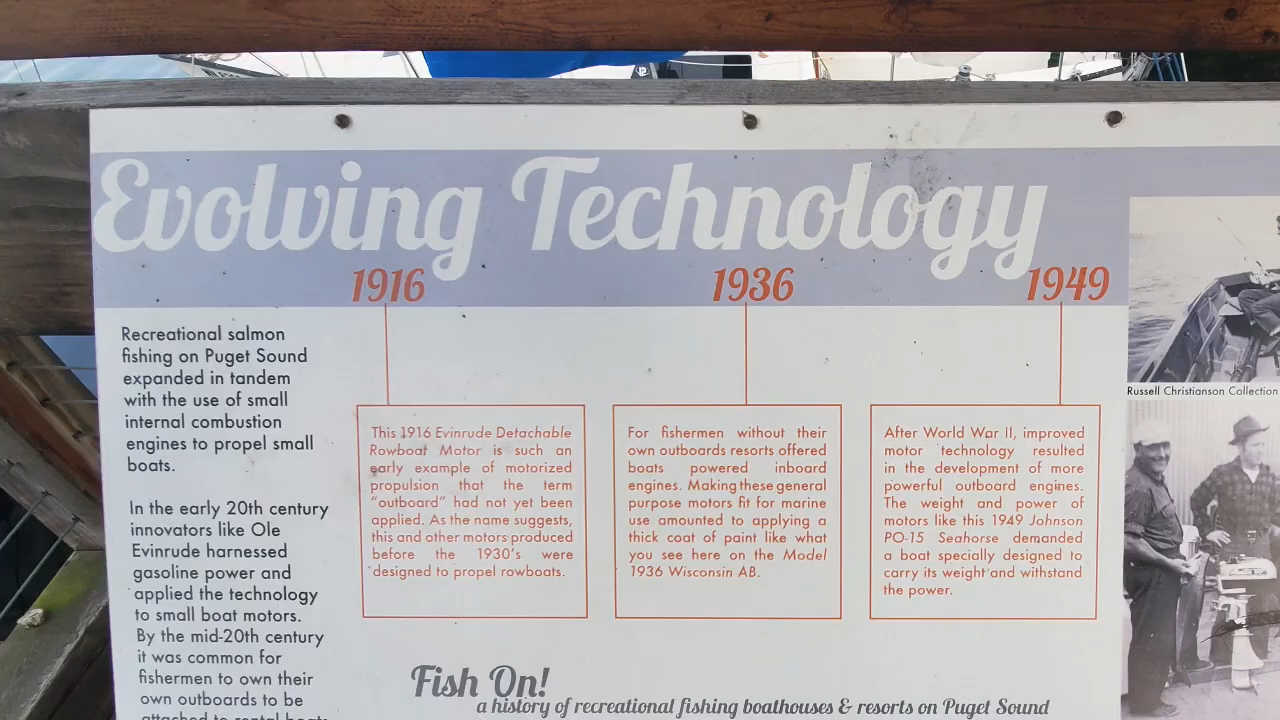 Evolving Technology
1916
1936
1949
Recreational salmon
fishing on Puget Sound
expanded in tandem
with the use of small
internal combustion
engines to propel small
boats.
In the early 20th century
innovators like Ole
Evinrude harnessed
gasoline power and
applied the technology
to small boat motors.
By the mid-20th century
it was common for
fishermen to own their
own outboards to be
attached to rental boats
This 1916 Evinrude Detachable
Rowboat Motor is such an
early example of motorized
propulsion that the term
"outboard" had not yet been
applied. As the name suggests,
this and other motors produced
before the 1930's were
designed to propel rowboats.
For fishermen without their
own outboards resorts offered
boats powered inboard
engines. Making these general
purpose motors fit for marine
use amounted to applying a
thick coat of paint like what
you see here on the Model
1936 Wisconsin AB.
After World War II, improved
motor technology resulted
in the development of more
powerful outboard engines.
The weight and power of
motors like this 1949 Johnson
PO-15 Seahorse demanded
a boat specially designed to
carry its weight and withstand
the power.
Russell Christianson Collection
Fish On!
a history of recreational fishing boathouses & resorts on Puget Sound